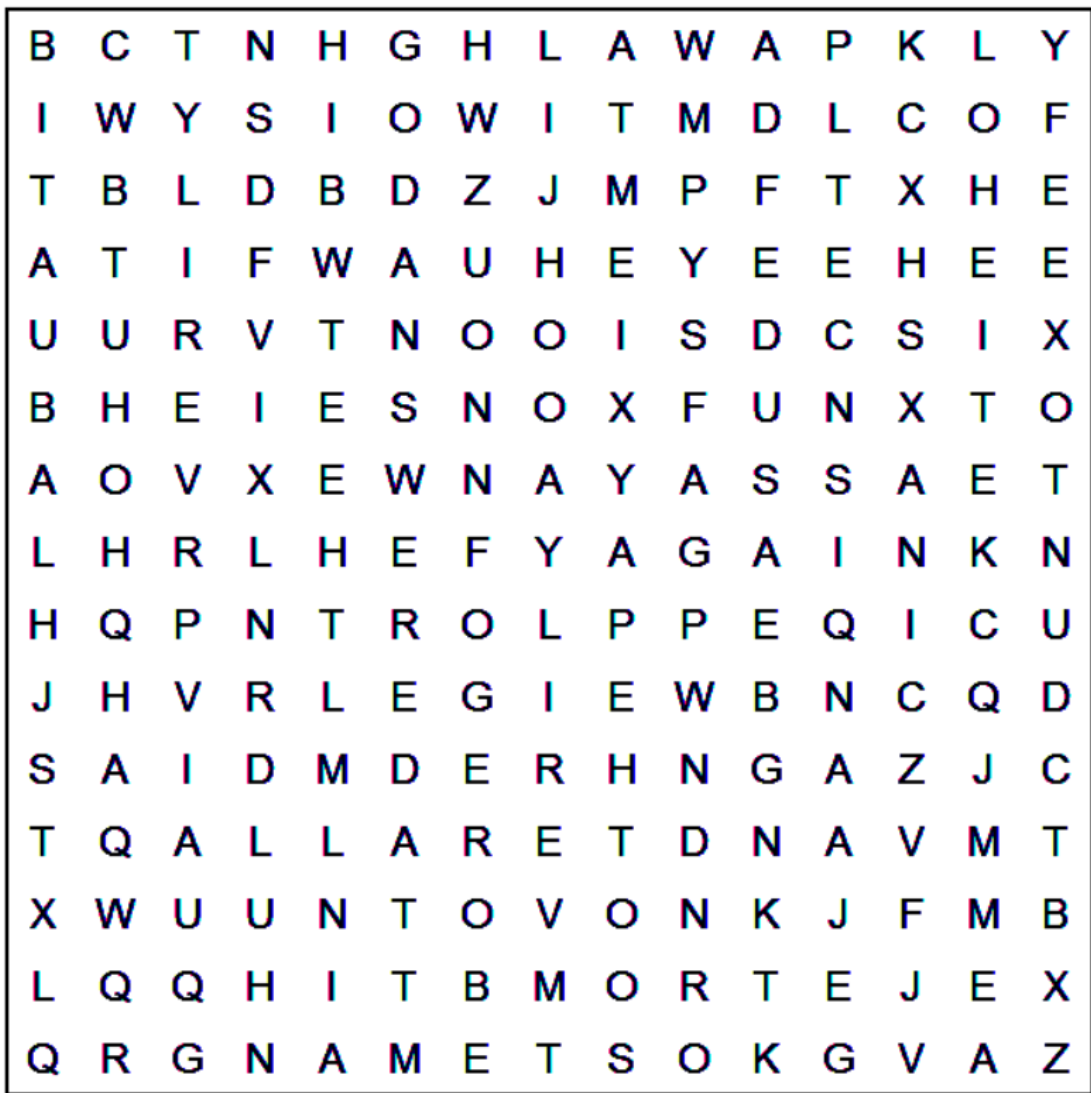 B C T N H G H L A W A P K L Y
I W Y S I O W I T M D L C O F
T B L D B D Z J M P F T X H E
A T I F W A U H E Y E E H E E
U U R V T N O O I S D C S I X
B H E I E S N O X F U N X T O
A O V X E W N A Y A S S A E T
L H R L H E F Y A G A I N K N
H Q P N T R O L P P E Q I C U
J H V R L E G I E W B N C Q D
S A I D M D E R H N G A Z J C
T Q A L L A R E T D N A V M T
X W U U N T O V O N K J F M B
L Q Q H I T B M O R T E J E X
Q R G N A M E T S O K G V A Z